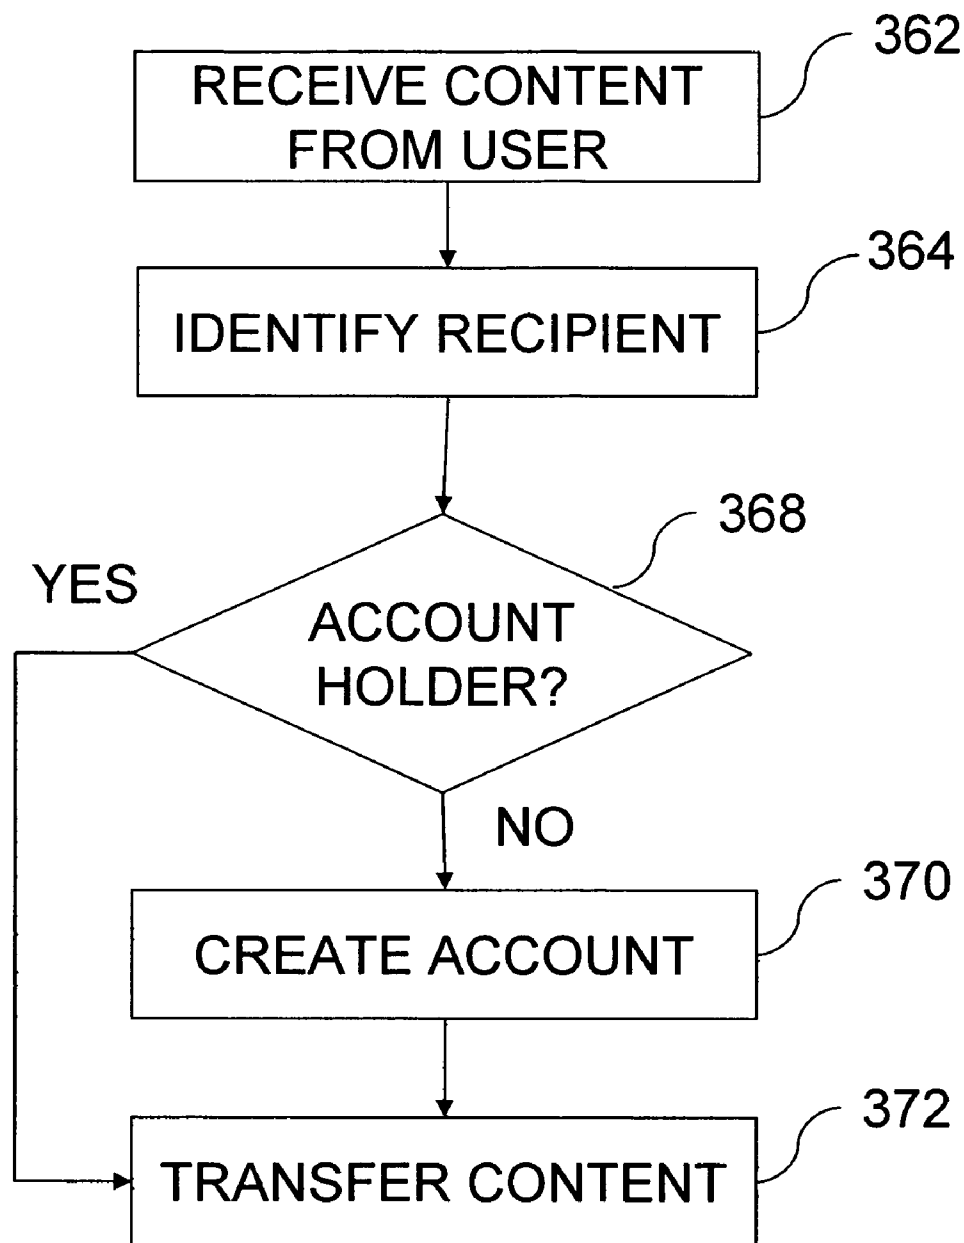 362
RECEIVE CONTENT
FROM USER
364
IDENTIFY RECIPIENT
368
YES
ACCOUNT
HOLDER?
NO
370
CREATE ACCOUNT
372
TRANSFER CONTENT